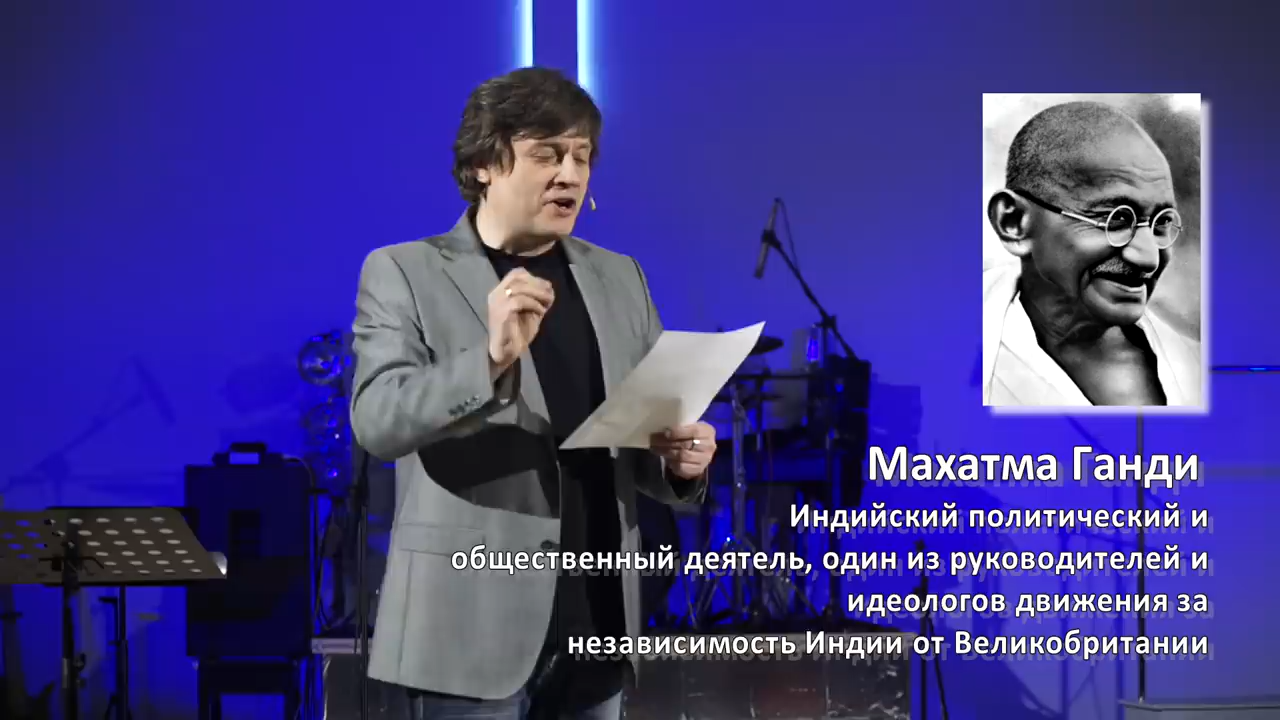 Махатма Ганди
Индийский политический и
общественный деятель, один из руководителей и
идеологов движения за
независимость Индии от Великобритании